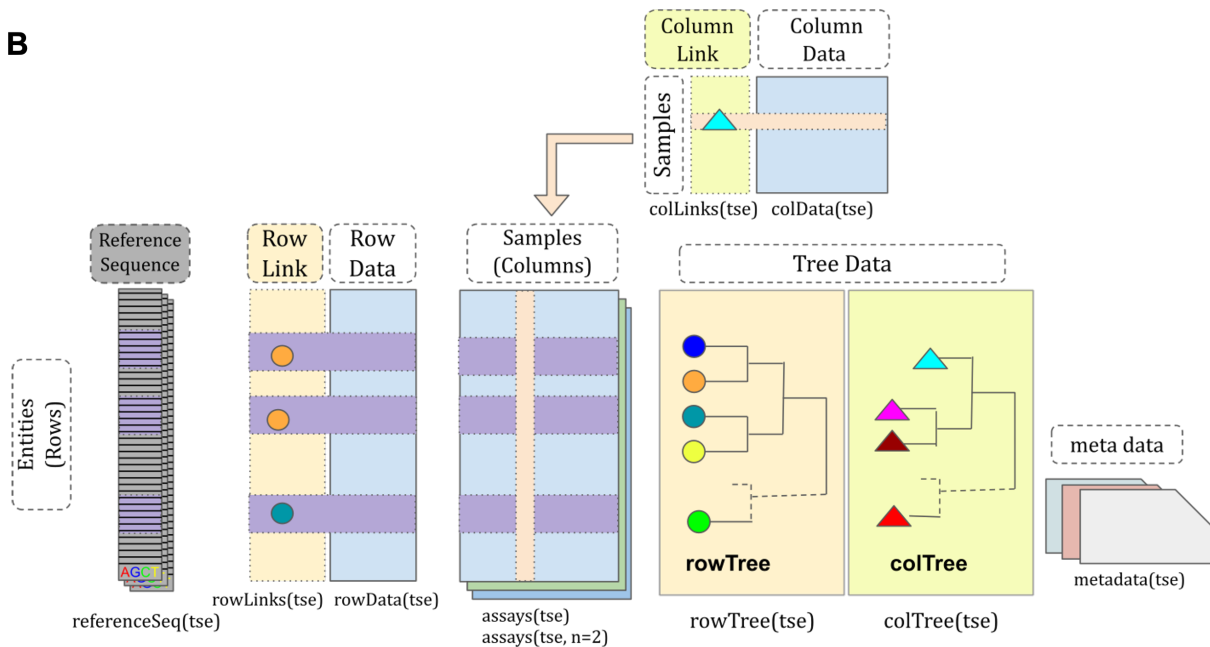 B
Column
Link
Column
Data
Samples
colLinks(tse)
colData(tse)
Reference
Sequence
Row
Link
Row
Data
Samples
(Columns)
Tree Data
Entities
(Rows)
AGCT
rowTree
colTree
meta data
referenceSeq(tse)
rowLinks(tse)
rowData(tse)
assays(tse)
assays(tse, n=2)
rowTree(tse)
colTree(tse)
metadata(tse)